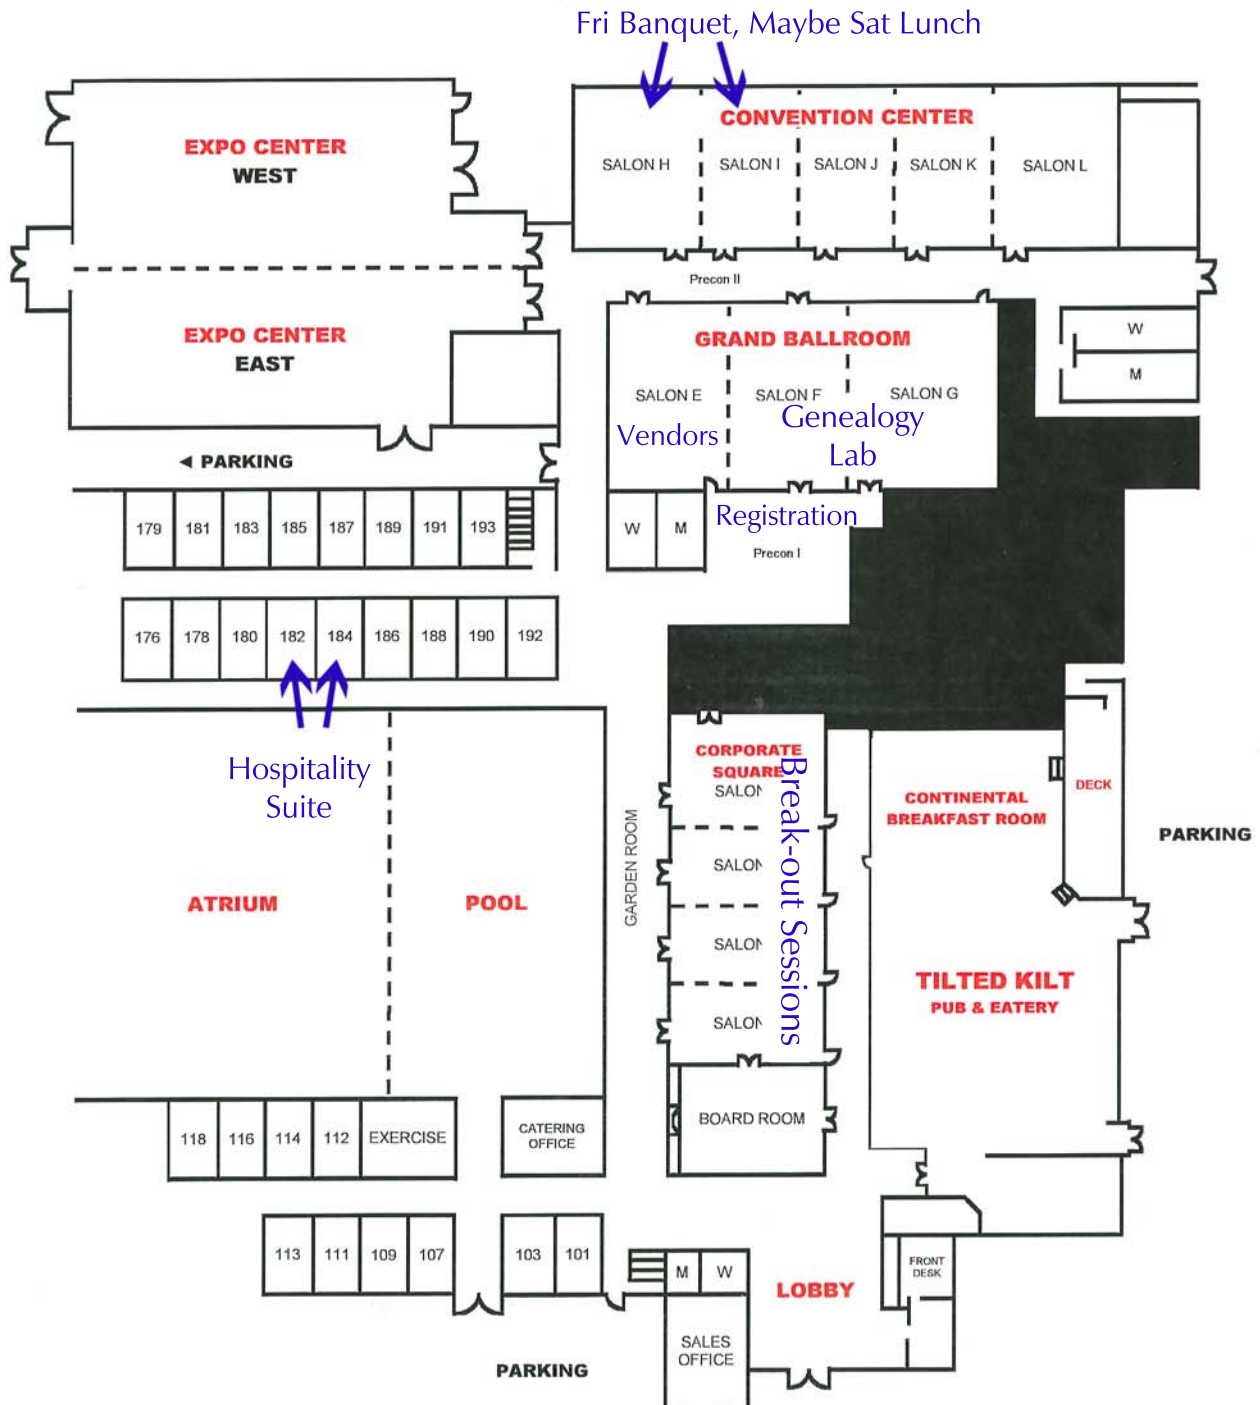 Fri Banquet, Maybe Sat Lunch
EXPO CENTER
WEST
CONVENTION CENTER
SALON H
SALON I
SALON J
SALON K
SALON L
Precon II
EXPO CENTER
EAST
GRAND BALLROOM
SALON E
SALON F
SALON G
Vendors
Genealogy
Lab
W
M
◄ PARKING
179
181
183
185
187
189
191
193
W
M
Registration
Precon I
176
178
180
182
184
186
188
190
192
Hospitality
Suite
CORPORATE
SQUARE
SALON
SALON
SALON
SALON
Break-out Sessions
GARDEN ROOM
CONTINENTAL
BREAKFAST ROOM
DECK
PARKING
ATRIUM
POOL
TILTED KILT
PUB & EATERY
118
116
114
112
EXERCISE
CATERING
OFFICE
BOARD ROOM
113
111
109
107
103
101
M
W
LOBBY
FRONT
DESK
SALES
OFFICE
PARKING